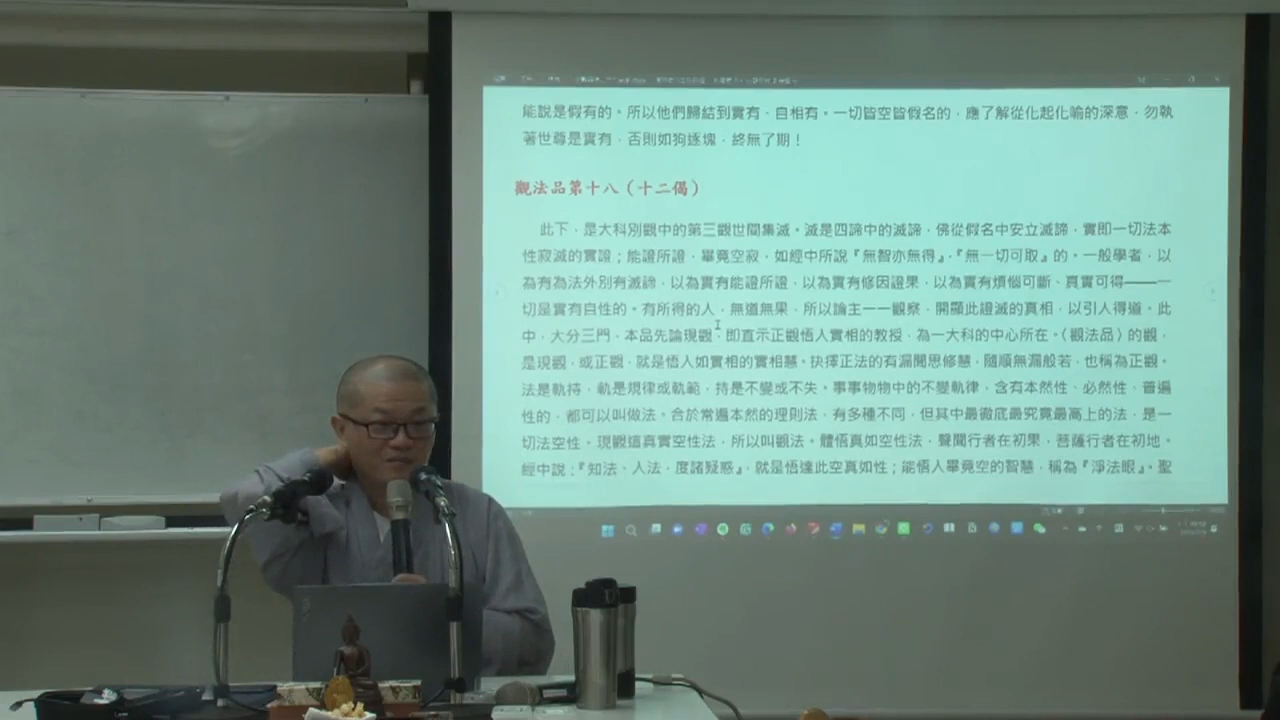 能說是假有的。所以他們歸結到實有、自相有。一切皆空皆假名的，應了解從化起化喻的深意，勿執
著世尊是實有，否則如狗逐塊，終無了期！
觀法品第十八（十二偈）
此下，是大科別觀中的第三觀世間集滅。滅是四諦中的滅諦，佛從假名中安立滅諦，實即一切法本
性寂滅的實證；能證所證，畢竟空寂，如經中所說『無智亦無得』，『無一切可取』的。一般學者，以
為有為法外別有滅諦，以為實有能證所證，以為實有修因證果，以為實有煩惱可斷、真實可得——一
切是實有自性的。有所得的人，無道無果，所以論主一一觀察，開顯此證滅的真相，以引人得道。此
中，大分三門，本品先論現觀，即直示正觀悟入實相的教授，為一大科的中心所在。〈觀法品〉的觀，
是現觀，或正觀，就是悟入如實相的實相慧。抉擇正法的有漏聞思修慧，隨順無漏般若，也稱為正觀。
法是軌持，軌是規律或軌範，持是不變或不失。事事物物中的不變軌律，含有本然性、必然性、普遍
性的，都可以叫做法。合於常遍本然的理則法，有多種不同，但其中最徹底最究竟最高上的法，是一
切法空性。現觀這真實空性法，所以叫觀法。體悟真如空性法，聲聞行者在初果，菩薩行者在初地。
經中說：『知法、入法，度諸疑惑』，就是悟達此空真如性；能悟入畢竟空的智慧，稱為『淨法眼』。聖